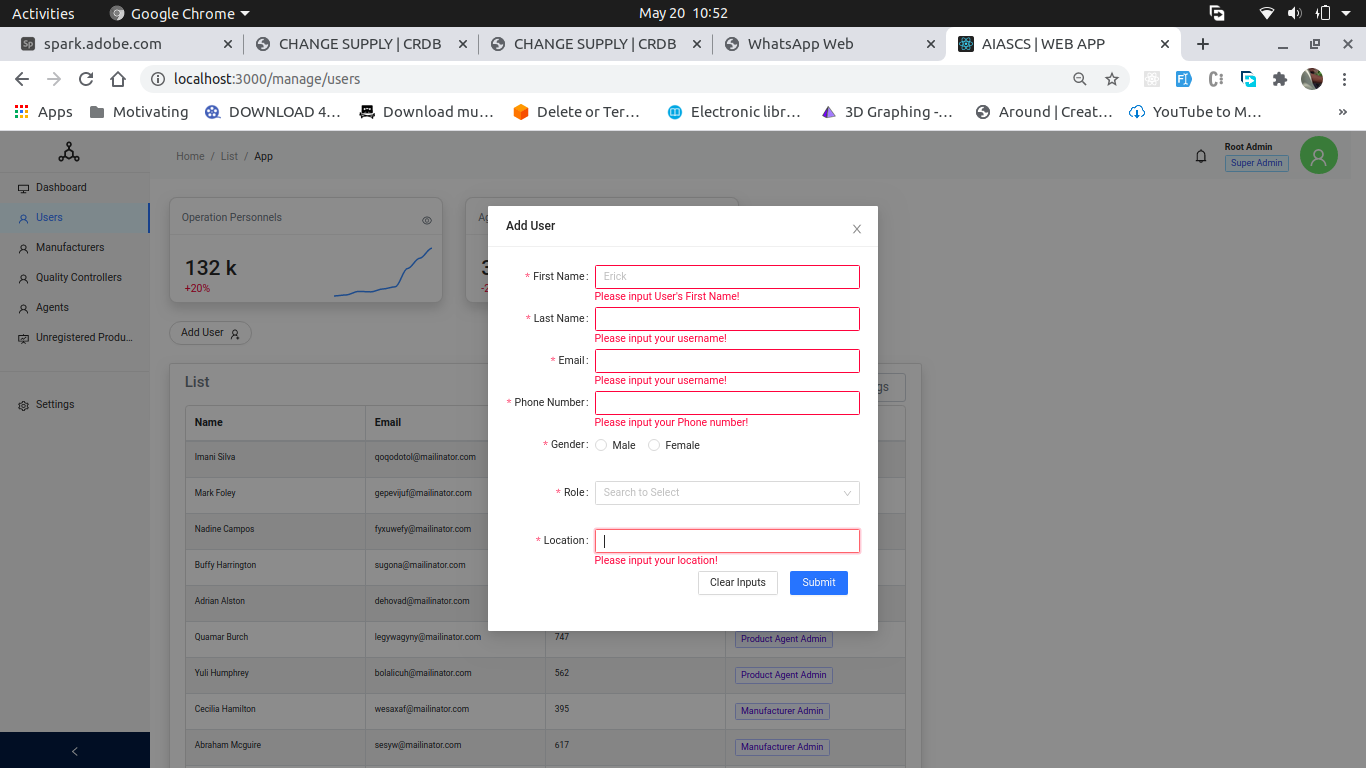 Activities Google Chrome May 20 10:52
Sp spark.adobe.com CHANGE SUPPLY | CRDB CHANGE SUPPLY | CRDB WhatsApp Web AIASCS | WEB APP
localhost:3000/manage/users
Apps Motivating DOWNLOAD 4... Download mu... Delete or Ter... Electronic libr... 3D Graphing -... Around | Creat... YouTube to M... »
Home / List / App
Root Admin
Super Admin
Dashboard
Users
Manufacturers
Quality Controllers
Agents
Unregistered Produ...
Settings
Operation Personnels
132 k
+20%
Add User
List
Name Email
Imani Silva qoqodotol@mailinator.com
Mark Foley gepevijuf@mailinator.com
Nadine Campos fyxuwefy@mailinator.com
Buffy Harrington sugona@mailinator.com
Adrian Alston dehovad@mailinator.com
Quamar Burch legywagyny@mailinator.com 747 Product Agent Admin
Yuli Humphrey bolalicuh@mailinator.com 562 Product Agent Admin
Cecilia Hamilton wesaxaf@mailinator.com 395 Manufacturer Admin
Abraham Mcguire sesyw@mailinator.com 617 Manufacturer Admin
Add User
* First Name: Erick
Please input User's First Name!
* Last Name:
Please input your username!
* Email:
Please input your username!
* Phone Number:
Please input your Phone number!
* Gender: Male Female
* Role: Search to Select
* Location:
Please input your location!
Clear Inputs Submit